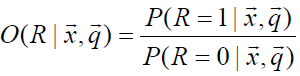 O(R | x⃗, q⃗) = P(R = 1 | x⃗, q⃗) / P(R = 0 | x⃗, q⃗)